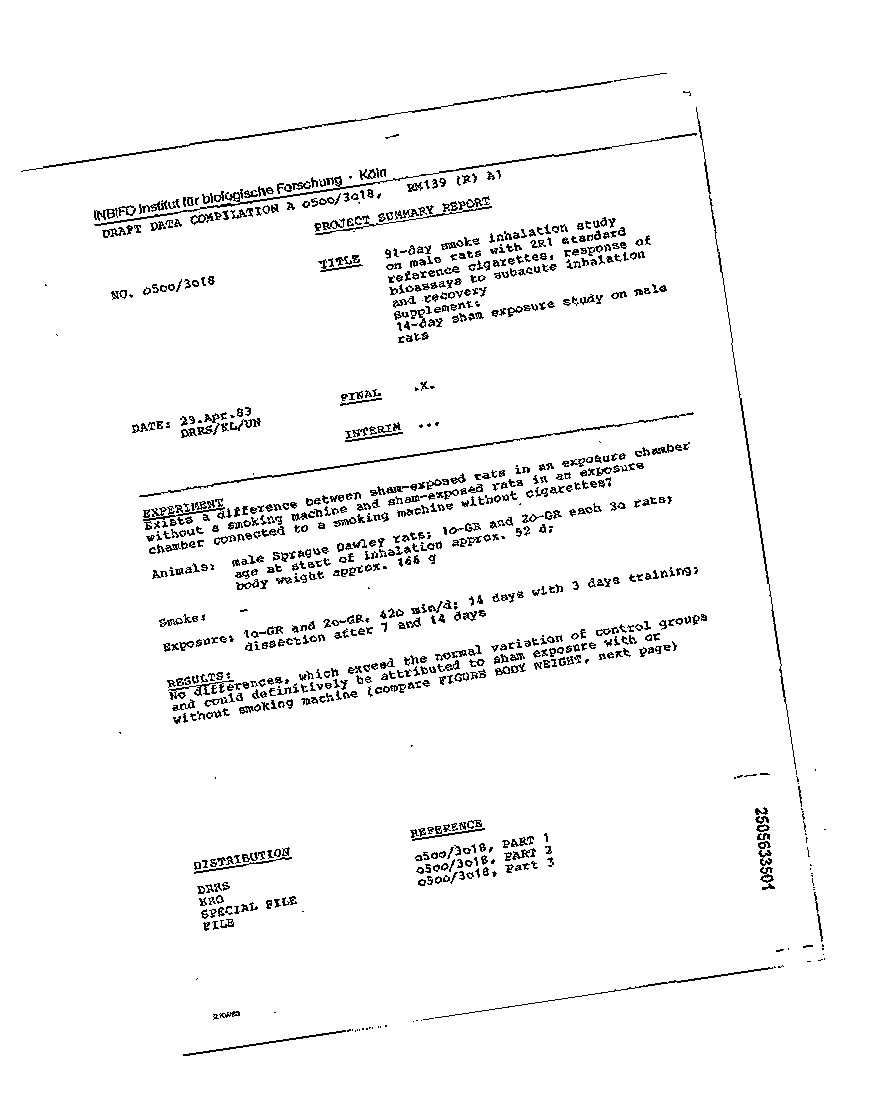 INBIFO Institut für biologische Forschung · Köln
DRAFT DATA COMPILATION A o5oo/3o18, RM139 (R) A1
PROJECT SUMMARY REPORT
NO. o5oo/3o18
TITLE 91-day smoke inhalation study
on male rats with 2R1 standard
reference cigarettes, response of
bioassays to subacute inhalation
and recovery
Supplement:
14-day sham exposure study on male
rats
DATE: 29.Apr.83
DRRS/KL/UN
FINAL .X.
INTERIM ...
EXPERIMENT
Exists a difference between sham-exposed rats in an exposure chamber
without a smoking machine and sham-exposed rats in an exposure
chamber connected to a smoking machine without cigarettes?
Animals: male Sprague Dawley rats; 1o-GR and 2o-GR each 3o rats;
age at start of inhalation approx. 52 d;
body weight approx. 166 g
Smoke: -
Exposure: 1o-GR and 2o-GR, 42o min/d; 14 days with 3 days training;
dissection after 7 and 14 days
RESULTS:
No differences, which exceed the normal variation of control groups
and could definitively be attributed to sham exposure with or
without smoking machine (compare FIGURE BODY WEIGHT, next page)
DISTRIBUTION
DRRS
KRO
SPECIAL FILE
FILE
REFERENCE
o5oo/3o18, PART 1
o5oo/3o18, PART 2
o5oo/3o18, Part 3
2505633501